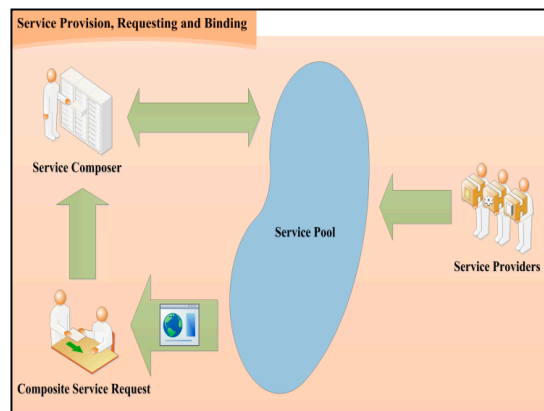 Service Provision, Requesting and Binding
Service Composer
Service Pool
Service Providers
Composite Service Request